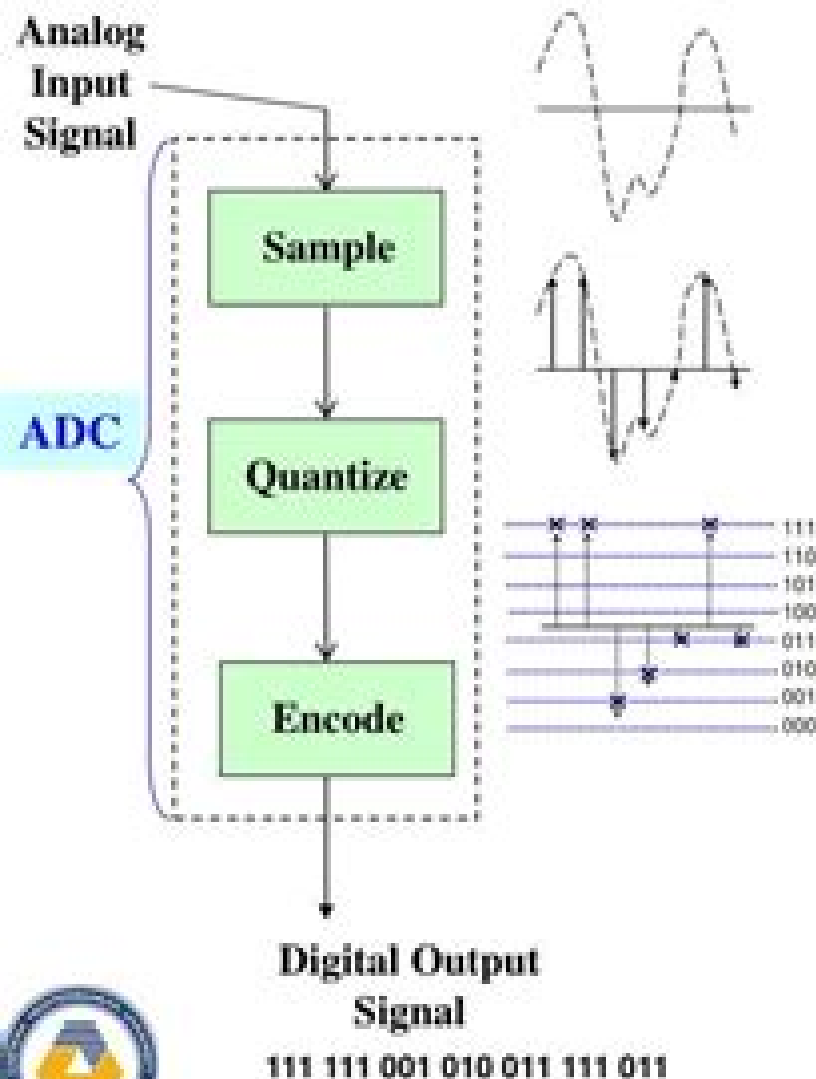 Analog
Input
Signal
Sample
ADC
Quantize
Encode
111
110
101
100
011
010
001
000
Digital Output
Signal
111 111 001 010 011 111 011